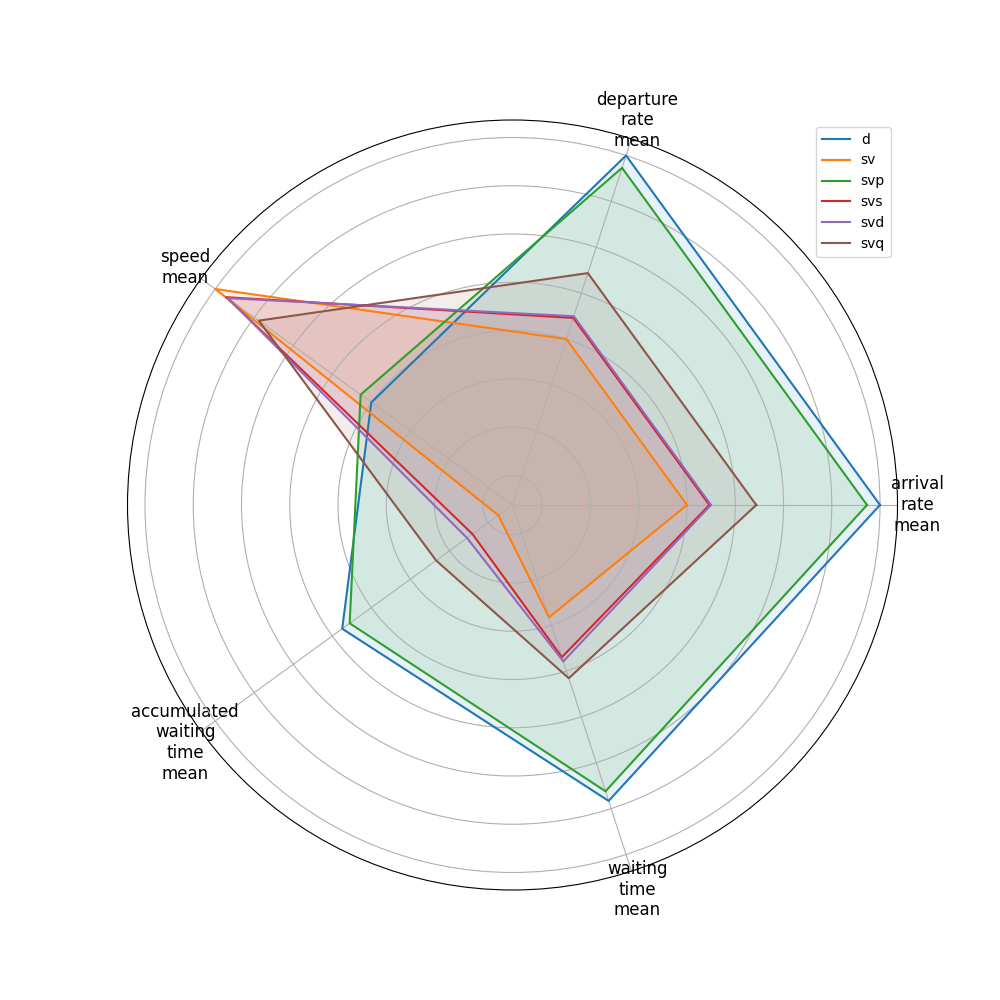 departure
rate
mean
d
sv
svp
svs
svd
svq
speed
mean
arrival
rate
mean
accumulated
waiting
time
mean
waiting
time
mean